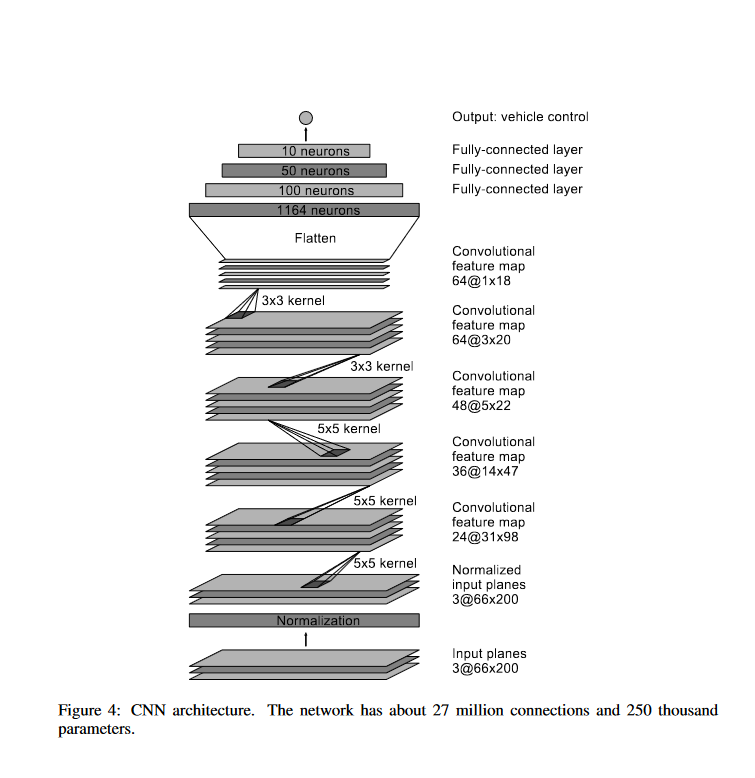 Output: vehicle control
10 neurons
Fully-connected layer
50 neurons
Fully-connected layer
100 neurons
Fully-connected layer
1164 neurons
Flatten
Convolutional
feature map
64@1x18
3x3 kernel
Convolutional
feature map
64@3x20
3x3 kernel
Convolutional
feature map
48@5x22
5x5 kernel
Convolutional
feature map
36@14x47
5x5 kernel
Convolutional
feature map
24@31x98
5x5 kernel
Normalized
input planes
3@66x200
Normalization
Input planes
3@66x200
Figure 4: CNN architecture. The network has about 27 million connections and 250 thousand
parameters.